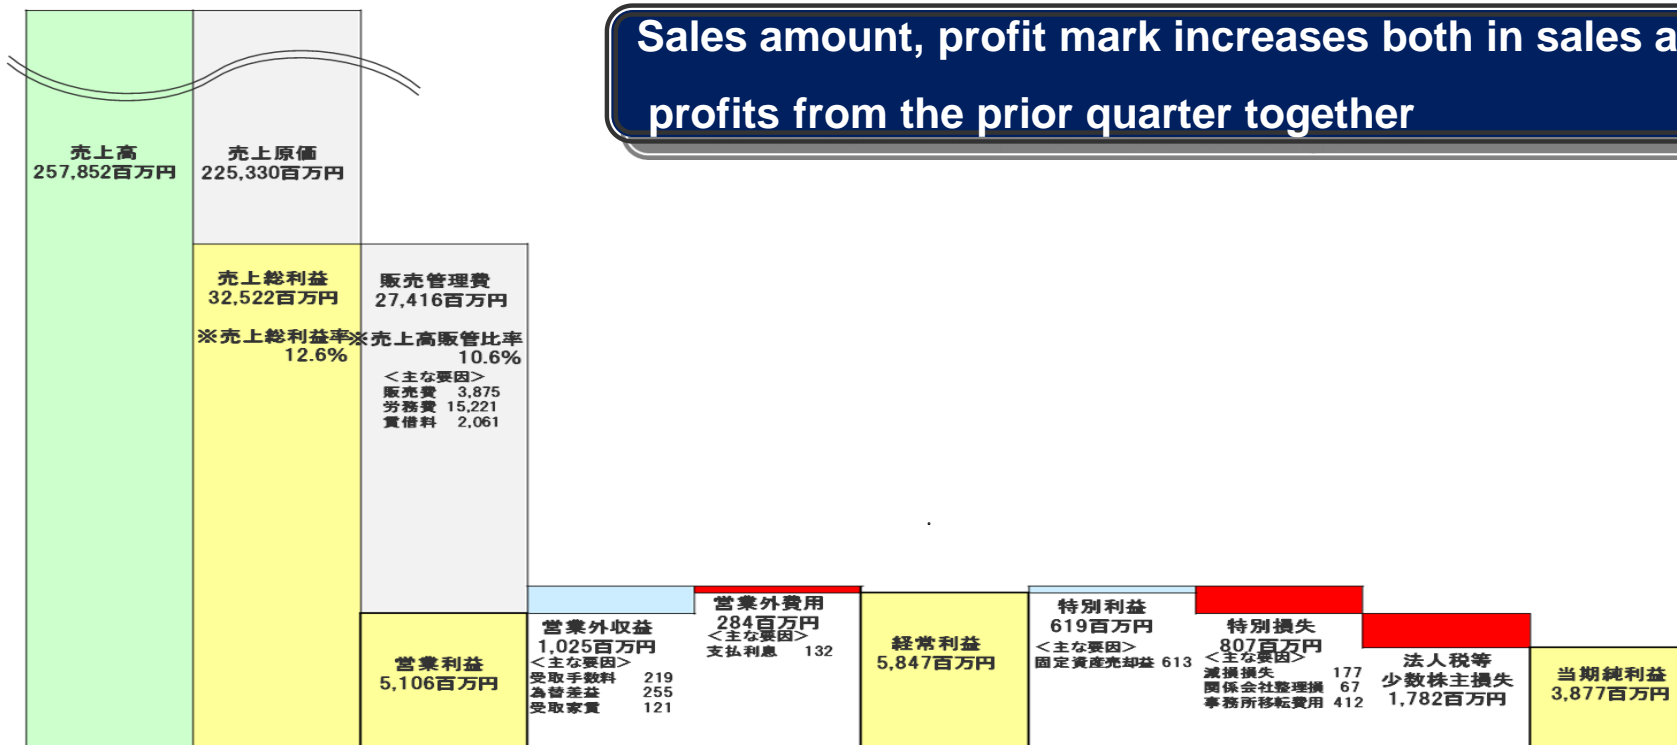 Sales amount, profit mark increases both in sales a
profits from the prior quarter together
売上高
257,852百万円
売上原価
225,330百万円
売上総利益
32,522百万円
※売上総利益率
12.6%
販売管理費
27,416百万円
※売上高販管比率
10.6%
<主な要因>
販売費 3,875
労務費 15,221
賃借料 2,061
営業利益
5,106百万円
営業外収益
1,025百万円
<主な要因>
受取手数料 219
為替差益 255
受取家賃 121
営業外費用
284百万円
<主な要因>
支払利息 132
経常利益
5,847百万円
特別利益
619百万円
<主な要因>
固定資産売却益 613
特別損失
807百万円
<主な要因>
減損損失 177
関係会社整理損 67
事務所移転費用 412
法人税等
少数株主損失
1,782百万円
当期純利益
3,877百万円